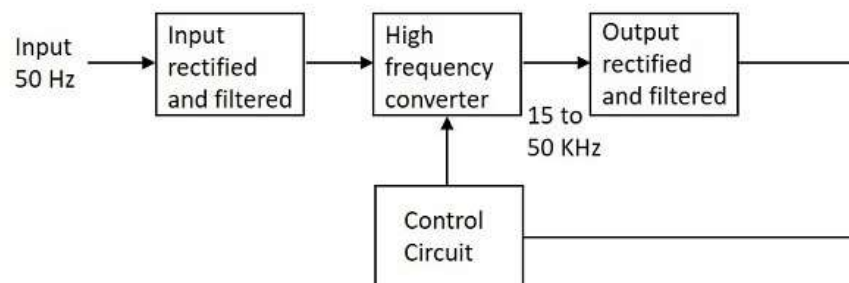 Input
50 Hz
Input
rectified
and filtered
High
frequency
converter
15 to
50 KHz
Output
rectified
and filtered
Control
Circuit